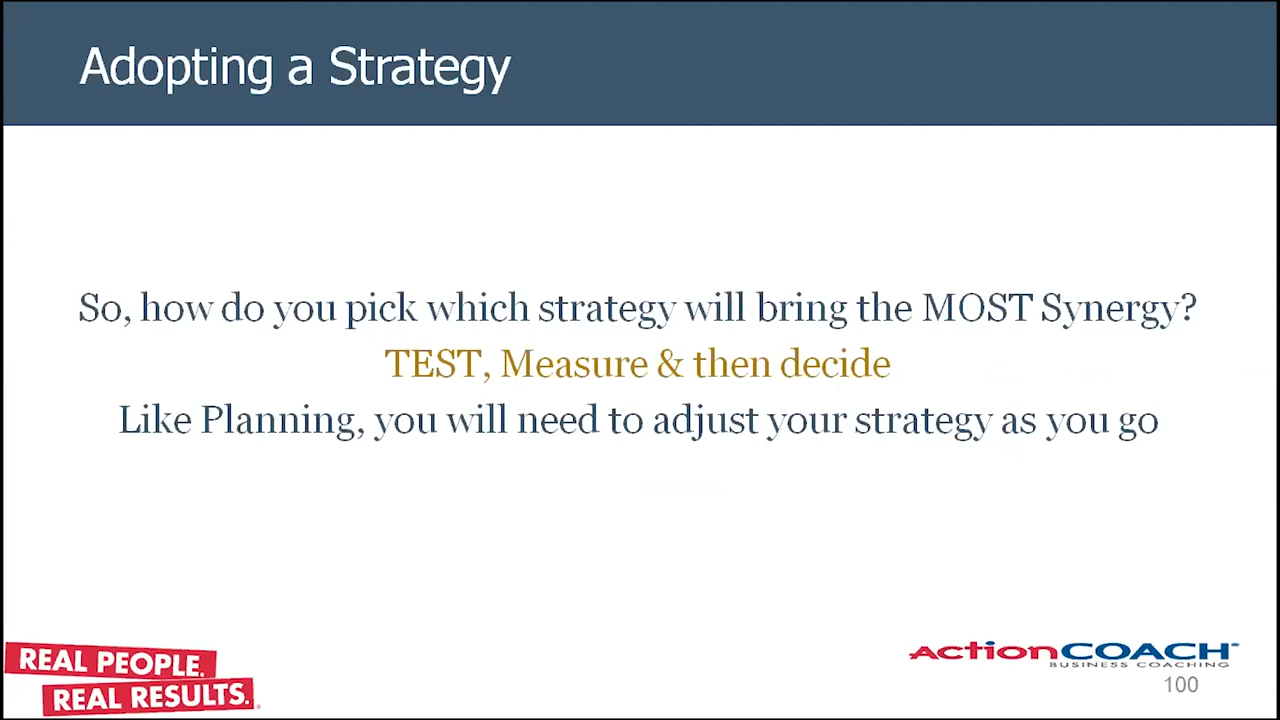 Adopting a Strategy
So, how do you pick which strategy will bring the MOST Synergy?
TEST, Measure & then decide
Like Planning, you will need to adjust your strategy as you go
REAL PEOPLE.
REAL RESULTS.
ActionCOACH
BUSINESS COACHING
100